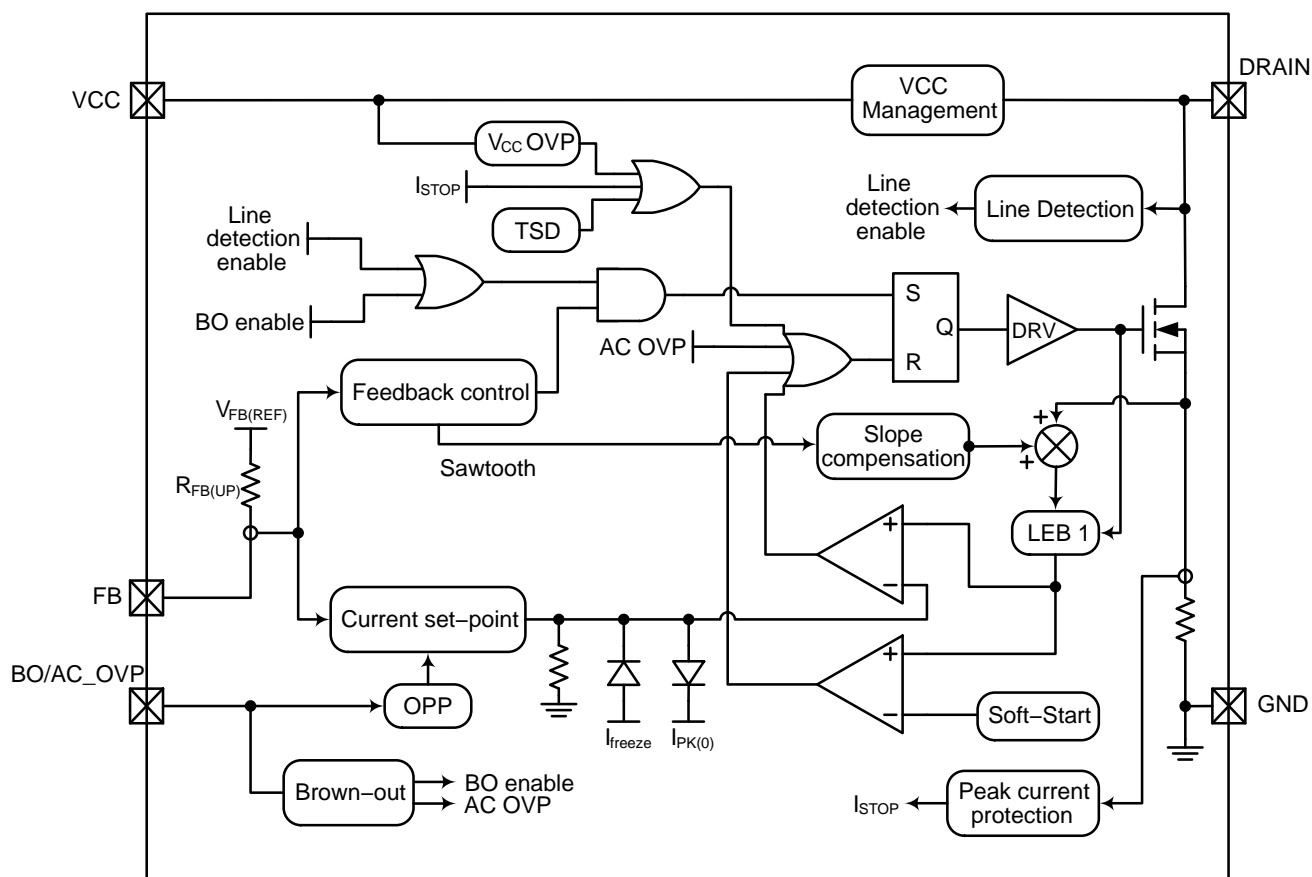 DRAIN
VCC
VCC
Management
VCC OVP
ISTOP
Line
detection
enable
Line Detection
TSD
Line
detection
enable
BO enable
S
Q
R
DRV
AC OVP
Feedback control
VFB(REF)
RFB(UP)
Sawtooth
Slope
compensation
+
+
LEB 1
+
−
FB
Current set−point
BO/AC_OVP
OPP
Ifreeze
IPK(0)
+
−
Soft−Start
GND
Brown−out
BO enable
AC OVP
ISTOP
Peak current
protection